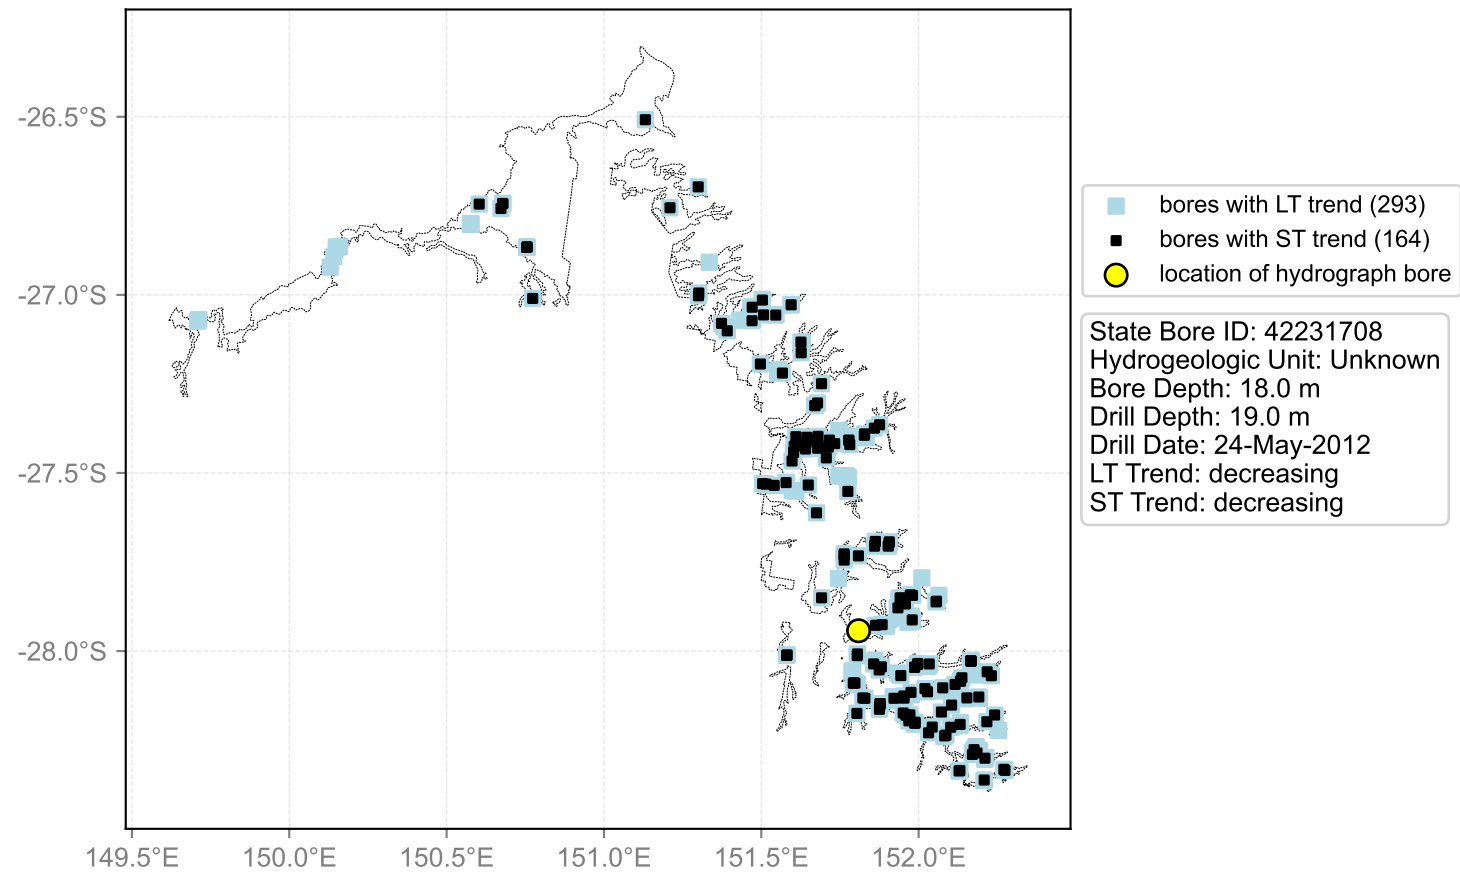 -26.5°S
-27.0°S
-27.5°S
-28.0°S
149.5°E
150.0°E
150.5°E
151.0°E
151.5°E
152.0°E
bores with LT trend (293)
bores with ST trend (164)
location of hydrograph bore
State Bore ID: 42231708
Hydrogeologic Unit: Unknown
Bore Depth: 18.0 m
Drill Depth: 19.0 m
Drill Date: 24-May-2012
LT Trend: decreasing
ST Trend: decreasing